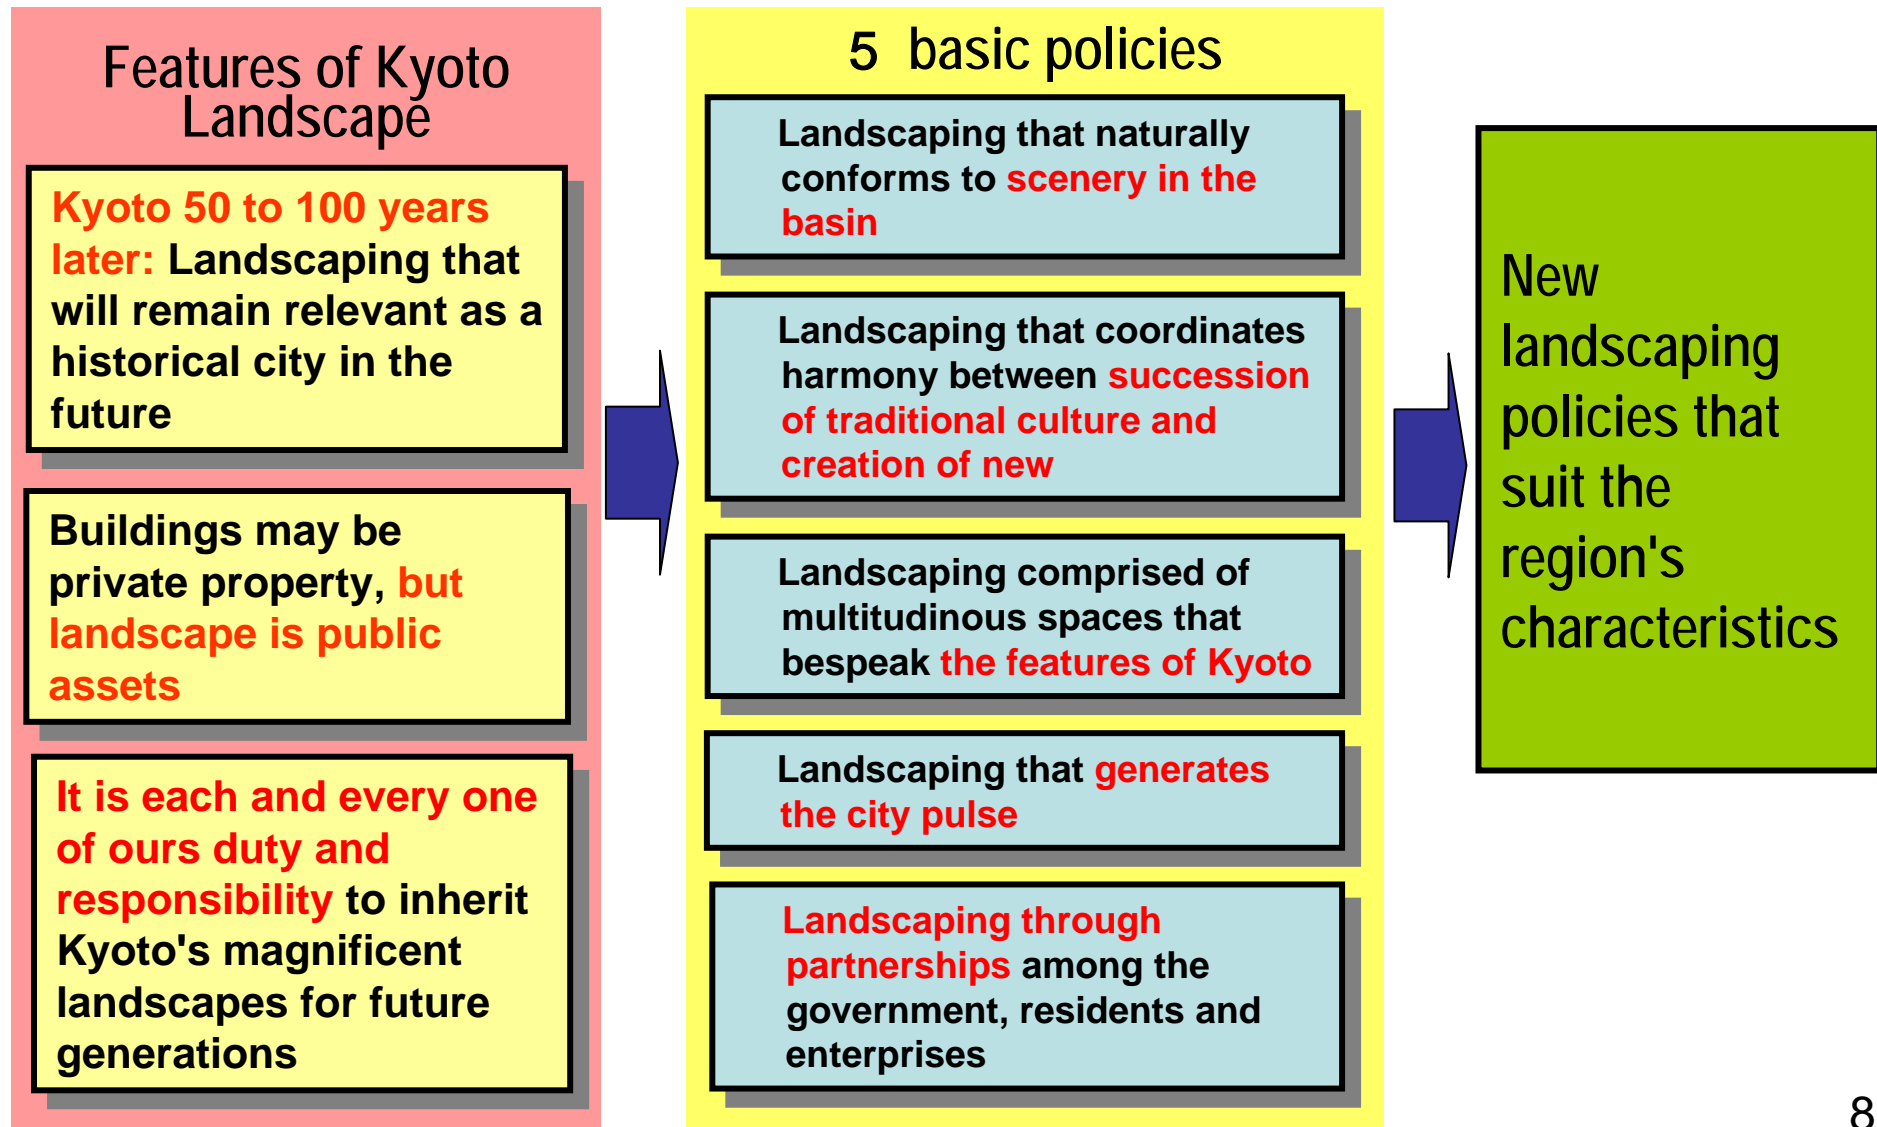 Features of Kyoto
Landscape
Kyoto 50 to 100 years
later: Landscaping that
will remain relevant as a
historical city in the
future
Buildings may be
private property, but
landscape is public
assets
It is each and every one
of ours duty and
responsibility to inherit
Kyoto's magnificent
landscapes for future
generations
5 basic policies
Landscaping that naturally
conforms to scenery in the
basin
Landscaping that coordinates
harmony between succession
of traditional culture and
creation of new
Landscaping comprised of
multitudinous spaces that
bespeak the features of Kyoto
Landscaping that generates
the city pulse
Landscaping through
partnerships among the
government, residents and
enterprises
New
landscaping
policies that
suit the
region's
characteristics
8